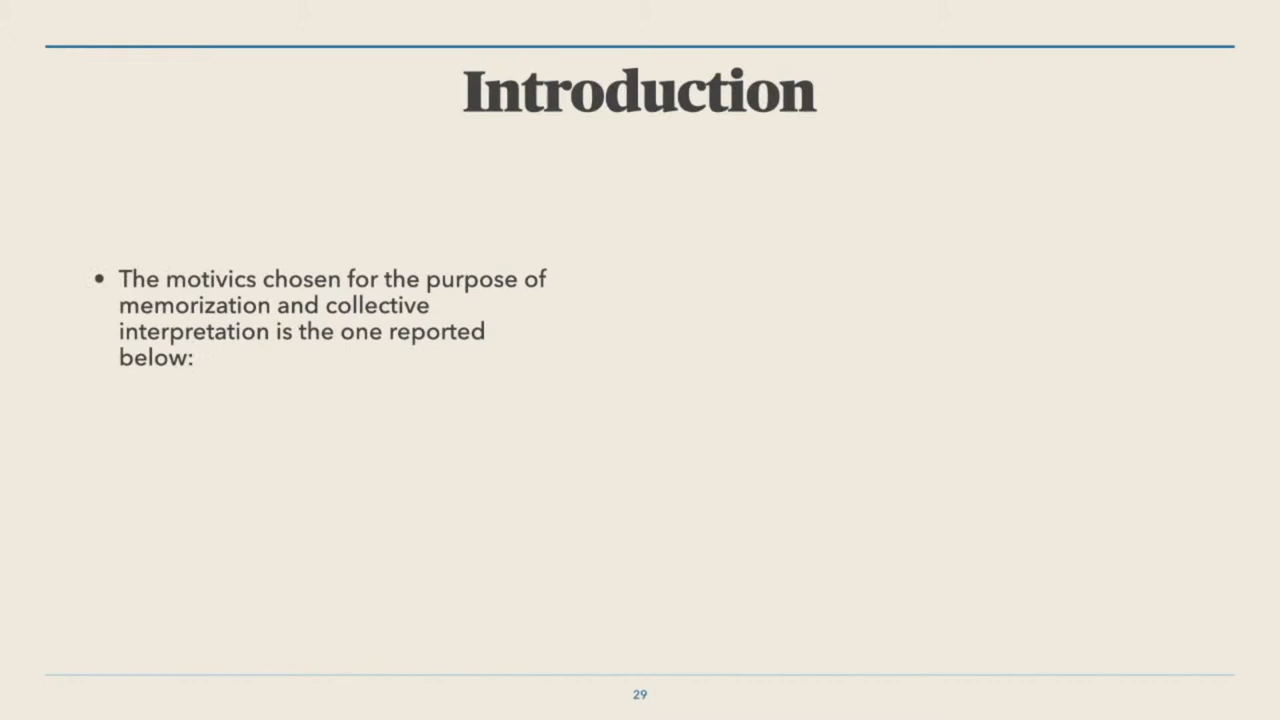 Introduction
• The motivics chosen for the purpose of
memorization and collective
interpretation is the one reported
below:
29